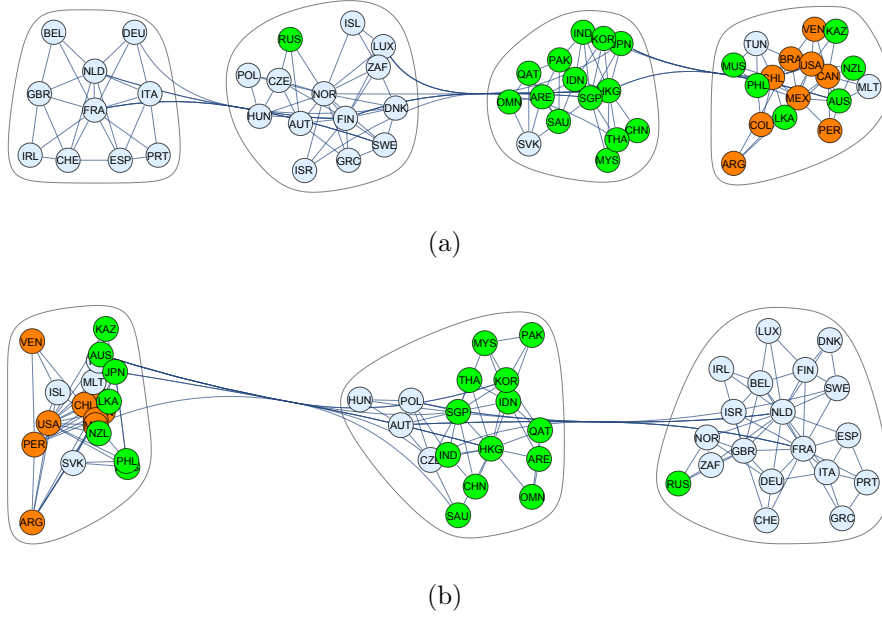 BEL
DEU
NLD
GBR
ITA
FRA
IRL
CHE
ESP
PRT
ISL
RUS
LUX
POL
CZE
ZAF
NOR
HUN
AUT
FIN
DNK
SWE
ISR
GRC
IND
KOR
JPN
PAK
QAT
IDN
OMN
ARE
SGP
HKG
SAU
SVK
THA
CHN
MYS
VEN
KAZ
TUN
BRA
USA
MUS
CHL
CAN
NZL
PHL
MLT
MEX
AUS
LKA
COL
PER
ARG
(a)
KAZ
VEN
AUS
JPN
MLT
ISL
CHL
LKA
USA
NZL
PER
SVK
PHL
ARG
MYS
PAK
THA
KOR
HUN
POL
IDN
SGP
AUT
QAT
IND
HKG
CZE
ARE
CHN
OMN
SAU
LUX
DNK
IRL
FIN
BEL
SWE
ISR
NLD
NOR
ESP
GBR
FRA
ZAF
ITA
RUS
DEU
PRT
CHE
GRC
(b)